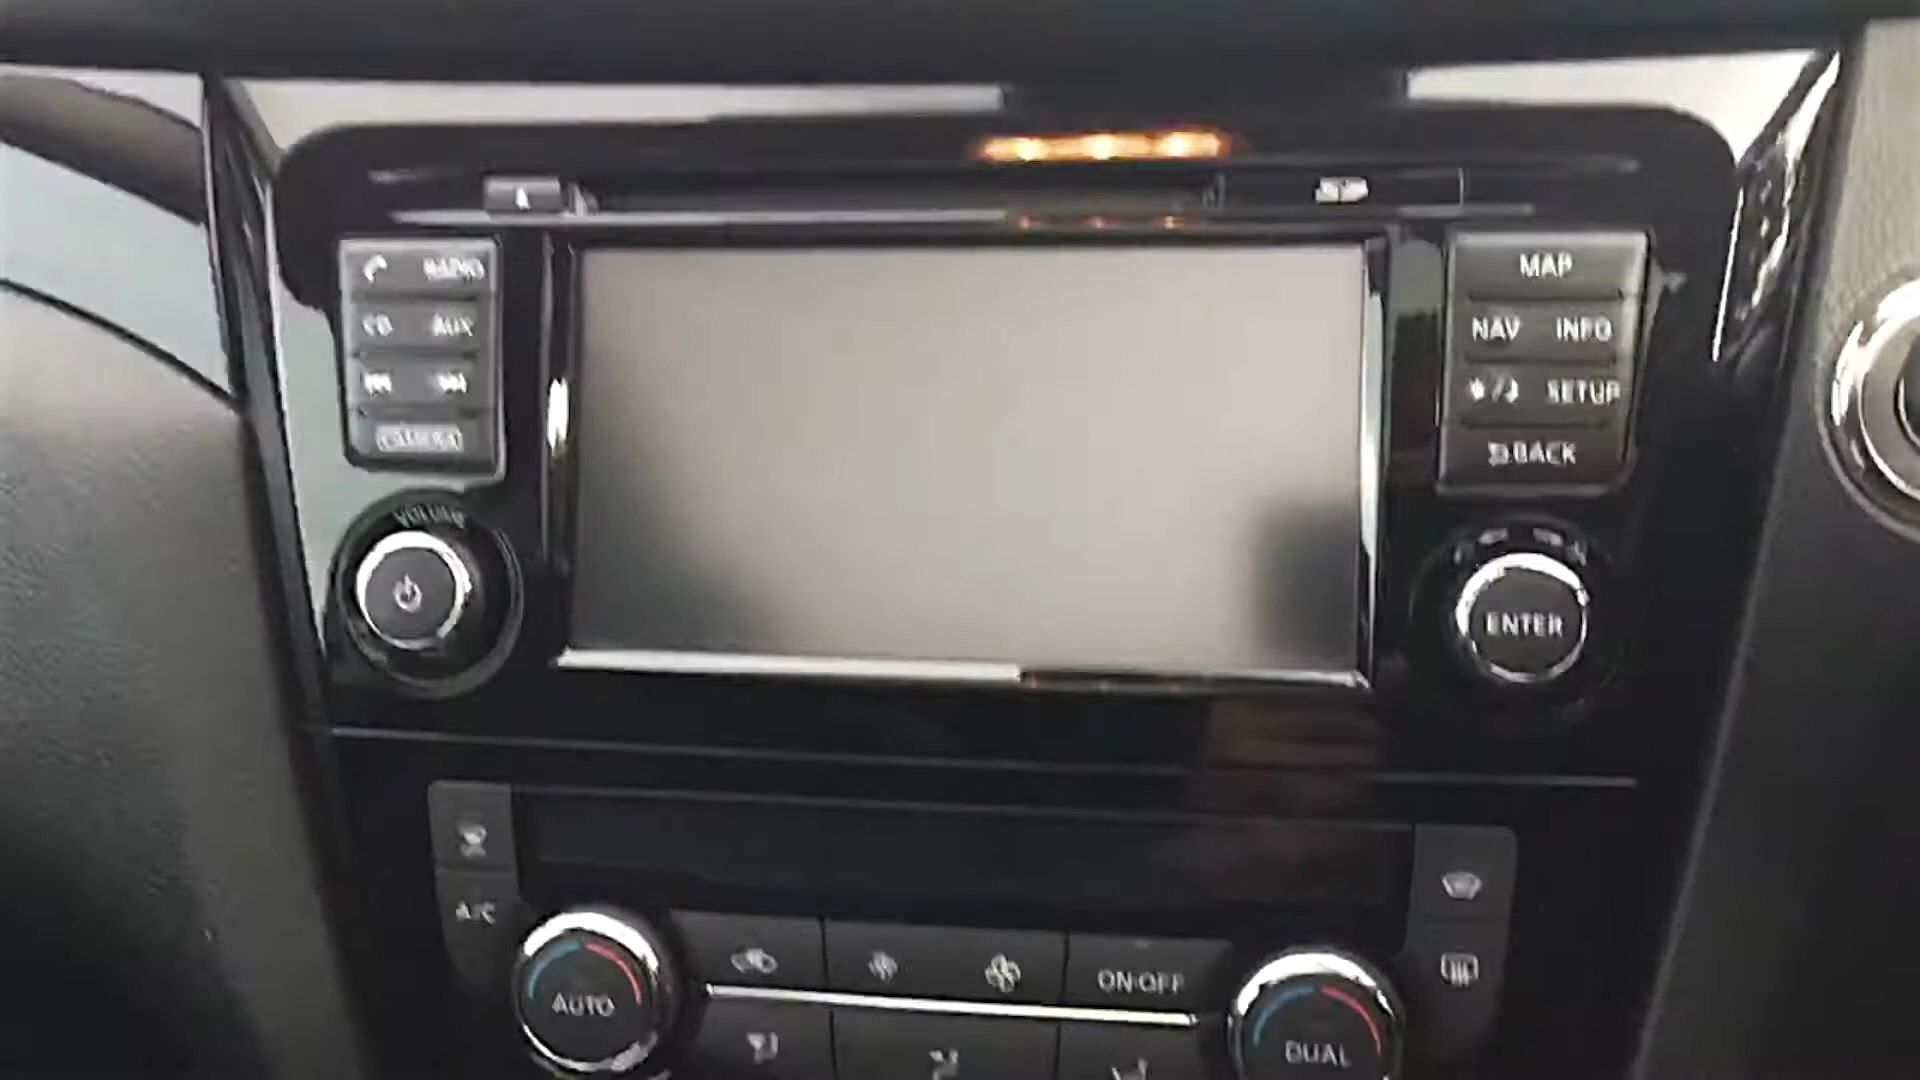 RADIO
CD AUX
CAMERA
VOLUME
MAP
NAV INFO
SETUP
BACK
ENTER
A/C
AUTO
ON·OFF
DUAL